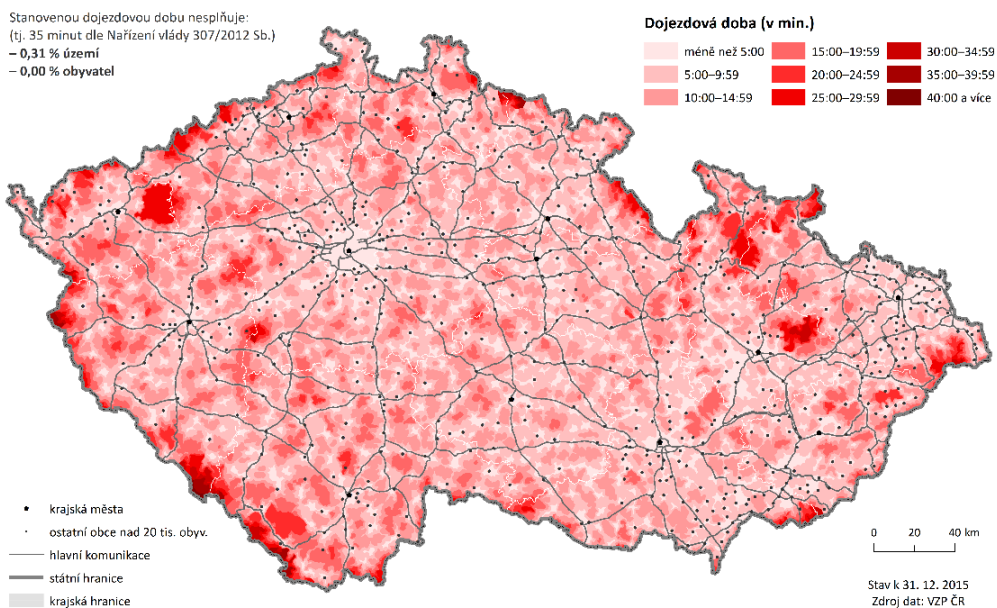 Stanovenou dojezdovou dobu nesplňuje:
(tj. 35 minut dle Nařízení vlády 307/2012 Sb.)
– 0,31 % území
– 0,00 % obyvatel
Dojezdová doba (v min.)
méně než 5:00
5:00–9:59
10:00–14:59
15:00–19:59
20:00–24:59
25:00–29:59
30:00–34:59
35:00–39:59
40:00 a více
krajská města
ostatní obce nad 20 tis. obyv.
hlavní komunikace
státní hranice
krajská hranice
0 20 40 km
Stav k 31. 12. 2015
Zdroj dat: VZP ČR